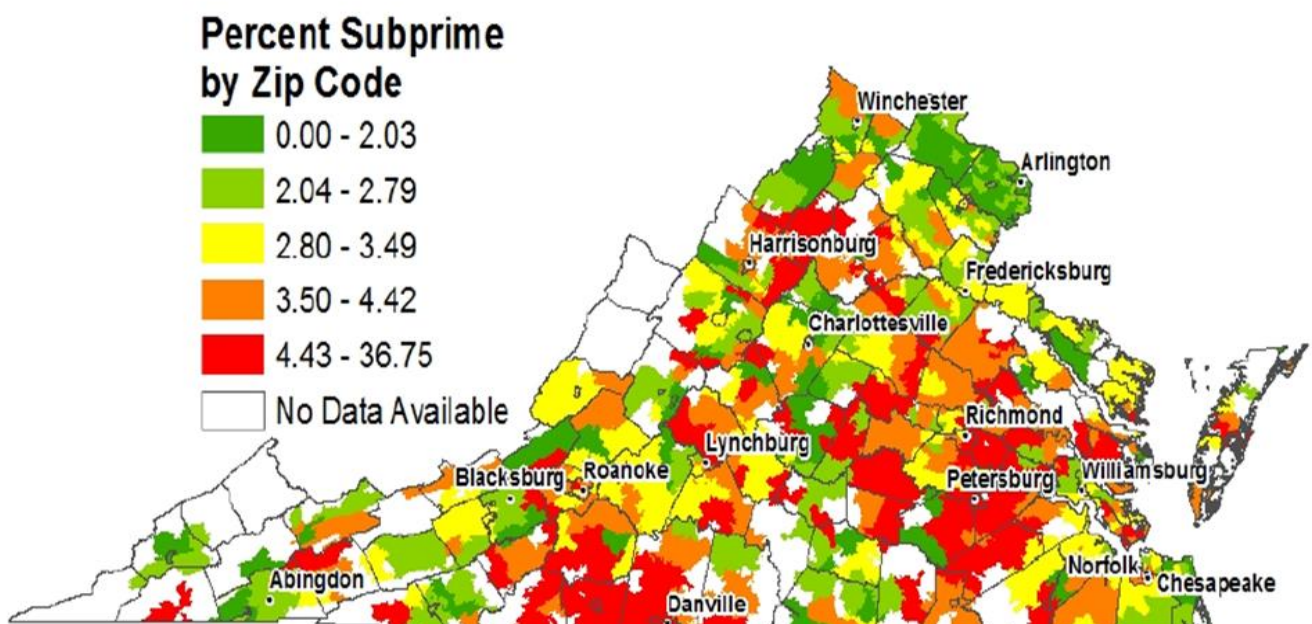 Percent Subprime
by Zip Code
0.00 - 2.03
2.04 - 2.79
2.80 - 3.49
3.50 - 4.42
4.43 - 36.75
No Data Available
Winchester
Arlington
Harrisonburg
Fredericksburg
Charlottesville
Richmond
Lynchburg
Blacksburg
Roanoke
Petersburg
Williamsburg
Abingdon
Norfolk
Chesapeake
Danville